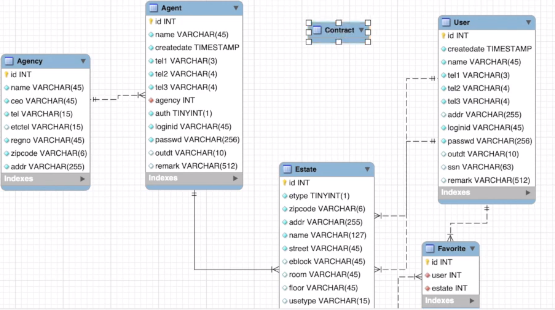 Agency
id INT
name VARCHAR(45)
ceo VARCHAR(45)
tel VARCHAR(15)
etctel VARCHAR(15)
regno VARCHAR(45)
zipcode VARCHAR(6)
addr VARCHAR(255)
Indexes
Agent
id INT
name VARCHAR(45)
createdate TIMESTAMP
tel1 VARCHAR(3)
tel2 VARCHAR(4)
tel3 VARCHAR(4)
agency INT
auth TINYINT(1)
loginid VARCHAR(45)
passwd VARCHAR(256)
outdt VARCHAR(10)
remark VARCHAR(512)
Indexes
Contract
Estate
id INT
etype TINYINT(1)
zipcode VARCHAR(6)
addr VARCHAR(255)
name VARCHAR(127)
street VARCHAR(45)
eblock VARCHAR(45)
room VARCHAR(45)
floor VARCHAR(45)
usetype VARCHAR(15)
User
id INT
createdate TIMESTAMP
name VARCHAR(45)
tel1 VARCHAR(3)
tel2 VARCHAR(4)
tel3 VARCHAR(4)
addr VARCHAR(255)
loginid VARCHAR(45)
passwd VARCHAR(256)
outdt VARCHAR(10)
ssn VARCHAR(63)
remark VARCHAR(512)
Indexes
Favorite
id INT
user INT
estate INT
Indexes